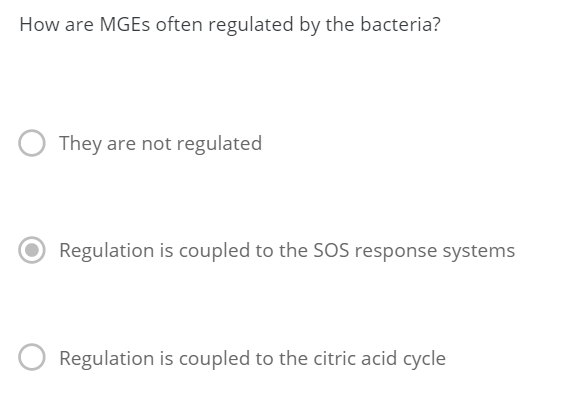 How are MGEs often regulated by the bacteria?
They are not regulated
Regulation is coupled to the SOS response systems
Regulation is coupled to the citric acid cycle